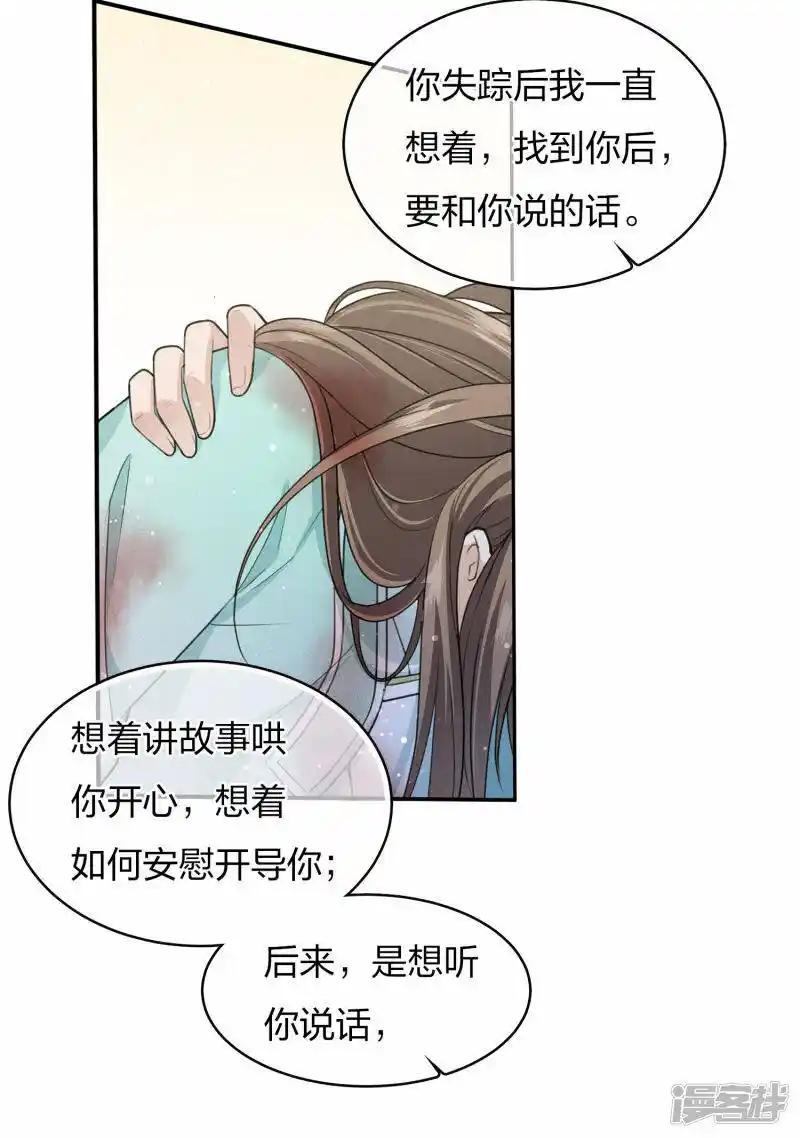 你失踪后我一直
想着，找到你后，
要和你说的话。
想着讲故事哄
你开心，想着
如何安慰开导你；
后来，是想听
你说话，
漫客栈